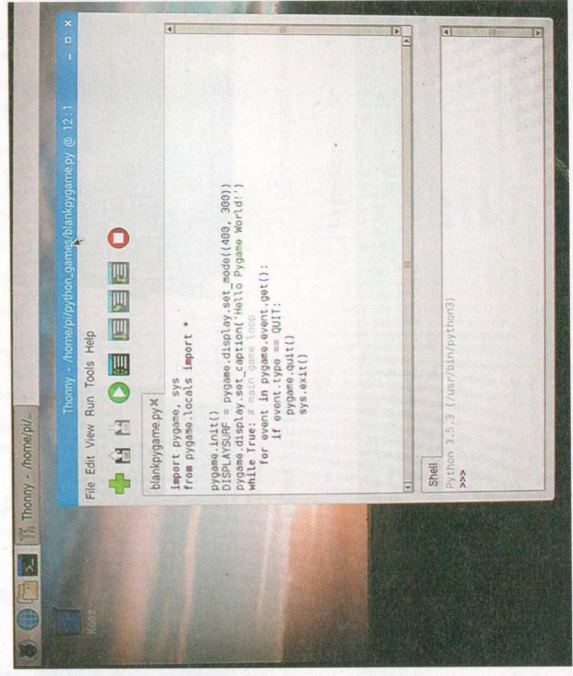 Thonny - /home/pi/...
Thonny - /home/pi/python_games/blankpygame.py @ 12 : 1
File Edit View Run Tools Help
blankpygame.py
import pygame, sys
from pygame.locals import *
pygame.init()
DISPLAYSURF = pygame.display.set_mode((400, 300))
pygame.display.set_caption('Hello Pygame World!')
while True: # main game loop
for event in pygame.event.get():
if event.type == QUIT:
pygame.quit()
sys.exit()
Shell
Python 3.5.3 (/usr/bin/python3)
>>>